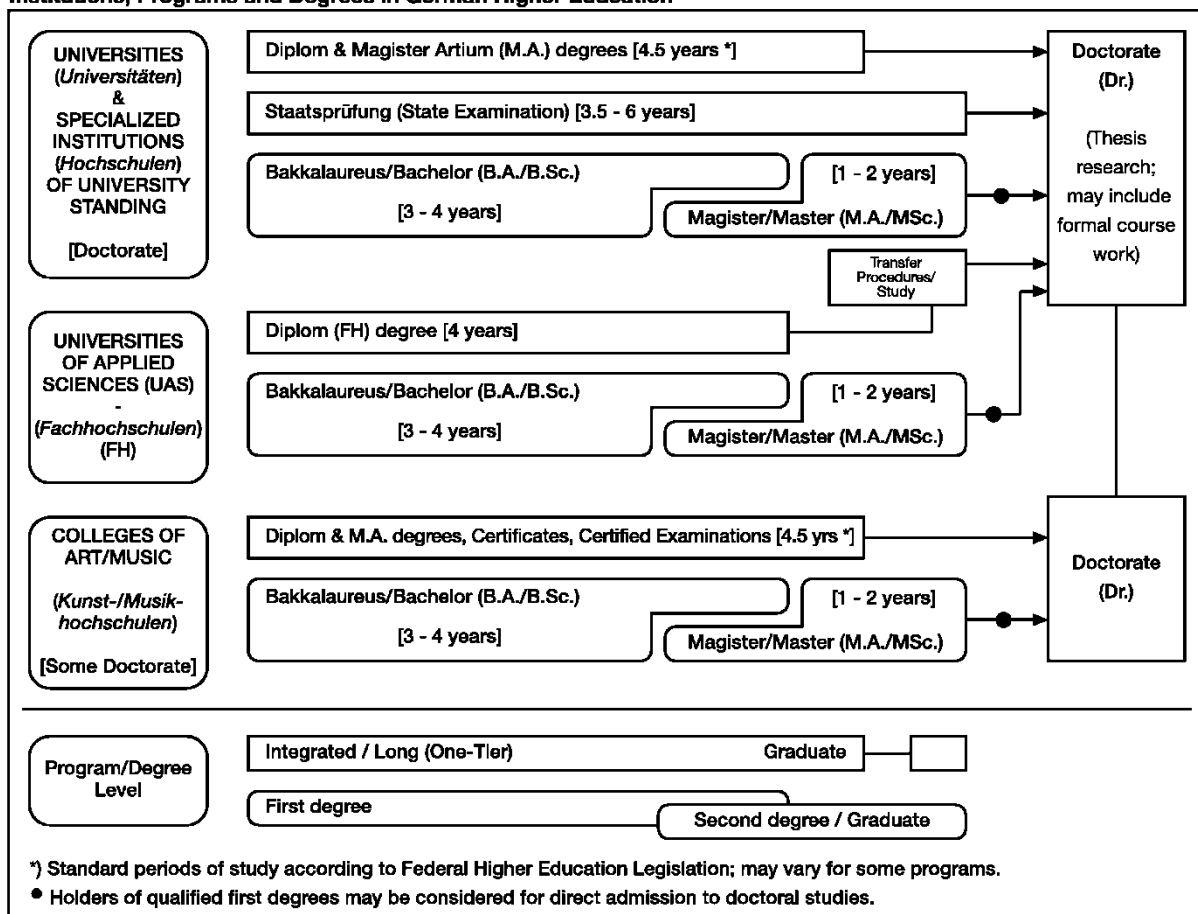 Institutions, Programs and Degrees in German Higher Education
UNIVERSITIES
(Universitäten)
&
SPECIALIZED
INSTITUTIONS
(Hochschulen)
OF UNIVERSITY
STANDING
[Doctorate]
Diplom & Magister Artium (M.A.) degrees [4.5 years *]
Staatsprüfung (State Examination) [3.5 - 6 years]
Bakkalaureus/Bachelor (B.A./B.Sc.)
[3 - 4 years]
[1 - 2 years]
Magister/Master (M.A./MSc.)
Transfer
Procedures/
Study
Doctorate
(Dr.)
(Thesis
research;
may include
formal course
work)
UNIVERSITIES
OF APPLIED
SCIENCES (UAS)
-
(Fachhochschulen)
(FH)
Diplom (FH) degree [4 years]
Bakkalaureus/Bachelor (B.A./B.Sc.)
[3 - 4 years]
[1 - 2 years]
Magister/Master (M.A./MSc.)
COLLEGES OF
ART/MUSIC
(Kunst-/Musik-
hochschulen)
[Some Doctorate]
Diplom & M.A. degrees, Certificates, Certified Examinations [4.5 yrs *]
Bakkalaureus/Bachelor (B.A./B.Sc.)
[3 - 4 years]
[1 - 2 years]
Magister/Master (M.A./MSc.)
Doctorate
(Dr.)
Program/Degree
Level
Integrated / Long (One-Tier) Graduate
First degree
Second degree / Graduate
*) Standard periods of study according to Federal Higher Education Legislation; may vary for some programs.
● Holders of qualified first degrees may be considered for direct admission to doctoral studies.